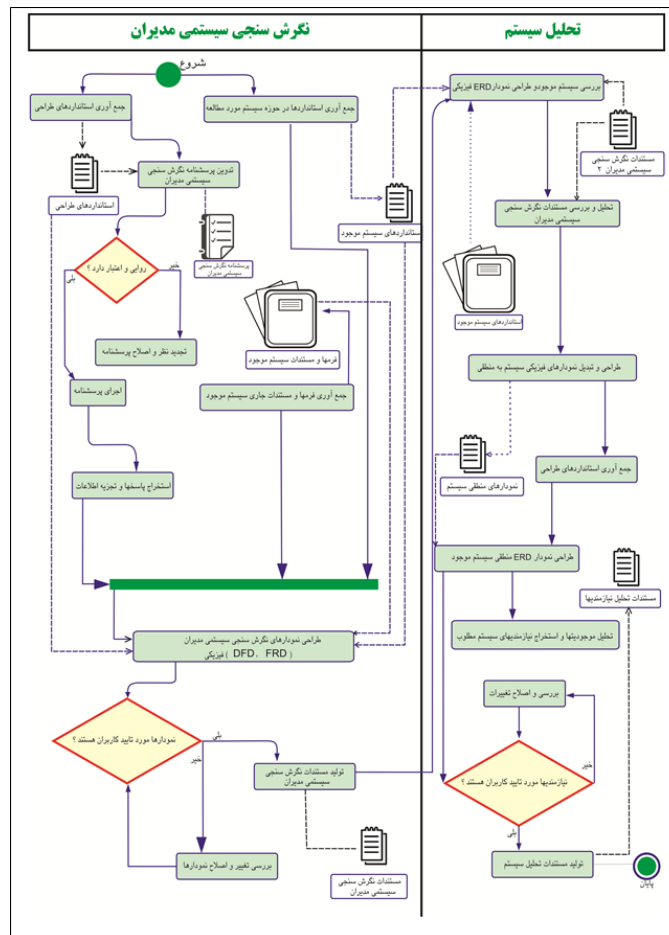 تحلیل سیستم
نگرش سنجی سیستمی مدیران
شروع
جمع آوری استانداردهای طراحی
جمع آوری استانداردها در حوزه سیستم مورد مطالعه
تدوین پرسشنامه نگرش سنجی
سیستمی مدیران
استانداردهای طراحی
استانداردهای سیستم موجود
پرسشنامه نگرش سنجی
سیستمی مدیران
روایی و اعتبار دارد ؟
خیر
بلی
تجدید نظر و اصلاح پرسشنامه
فرمها و مستندات سیستم موجود
اجرای پرسشنامه
جمع آوری فرمها و مستندات جاری سیستم موجود
استخراج پاسخها و تجزیه اطلاعات
طراحی نمودارهای نگرش سنجی سیستمی مدیران
( DFD ، FRD ) فیزیکی
نمودارها مورد تایید کاربران هستند ؟
بلی
خیر
تولید مستندات نگرش سنجی
سیستمی مدیران
بررسی تغییر و اصلاح نمودارها
مستندات نگرش سنجی
سیستمی مدیران
بررسی سیستم موجودو طراحی نمودارERD فیزیکی
مستندات نگرش سنجی
سیستمی مدیران ۲
تحلیل و بررسی مستندات نگرش سنجی
سیستمی مدیران
استانداردهای سیستم موجود
طراحی و تبدیل نمودارهای فیزیکی سیستم به منطقی
جمع آوری استانداردهای طراحی
نمودارهای منطقی سیستم
طراحی نمودار ERD منطقی سیستم موجود
مستندات تحلیل نیازمندیها
تحلیل موجودیتها و استخراج نیازمندیهای سیستم مطلوب
بررسی و اصلاح تغییرات
خیر
نیازمندیها مورد تایید کاربران هستند ؟
بلی
تولید مستندات تحلیل سیستم
پایان